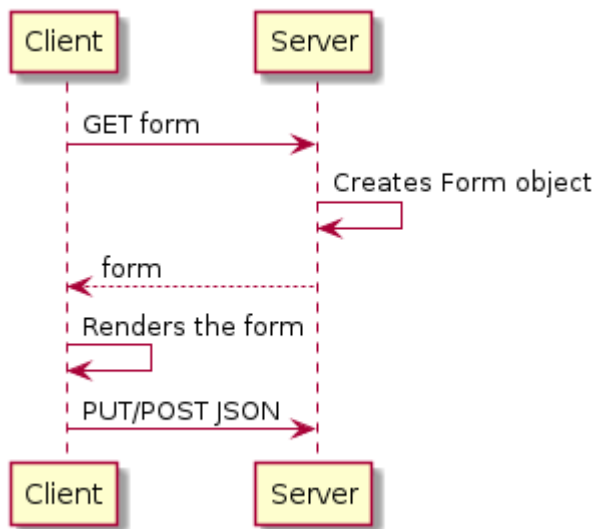 Client
Server
GET form
Creates Form object
form
Renders the form
PUT/POST JSON
Client
Server